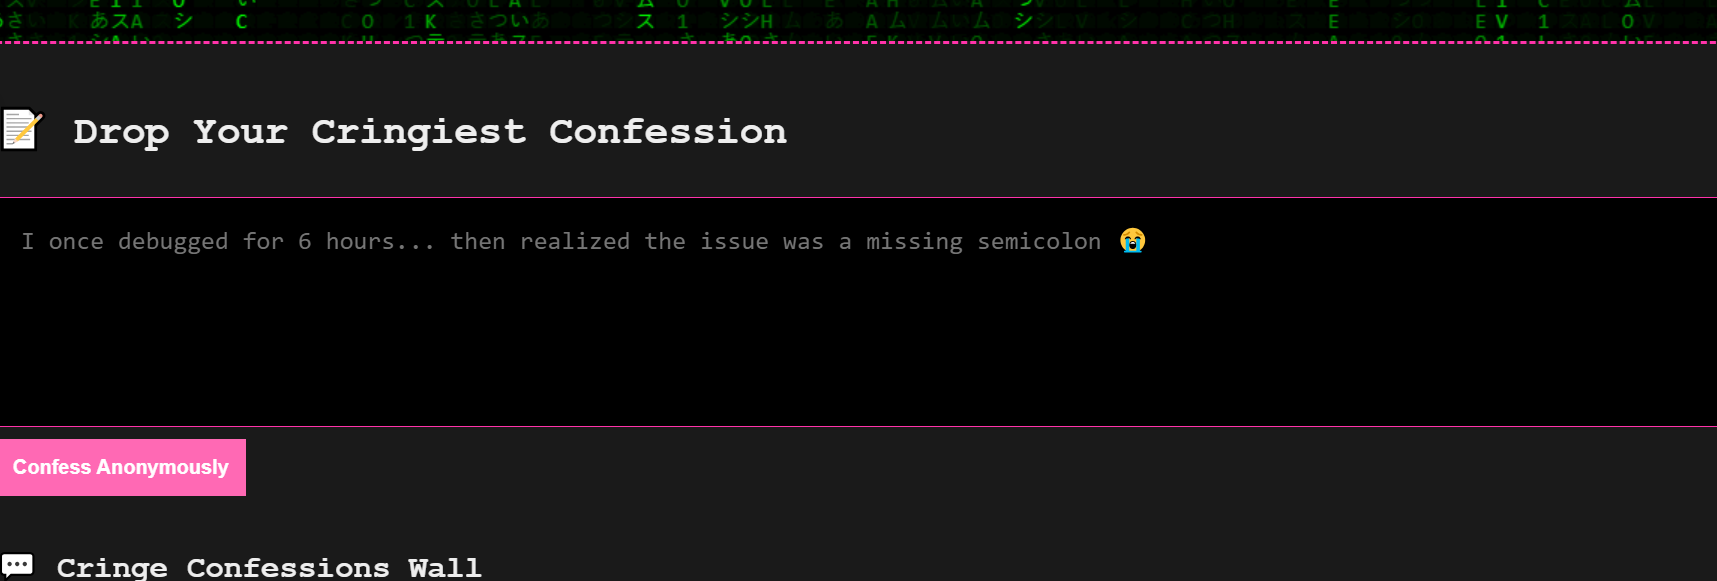 📝 Drop Your Cringiest Confession
I once debugged for 6 hours... then realized the issue was a missing semicolon 😭
Confess Anonymously
💬 Cringe Confessions Wall